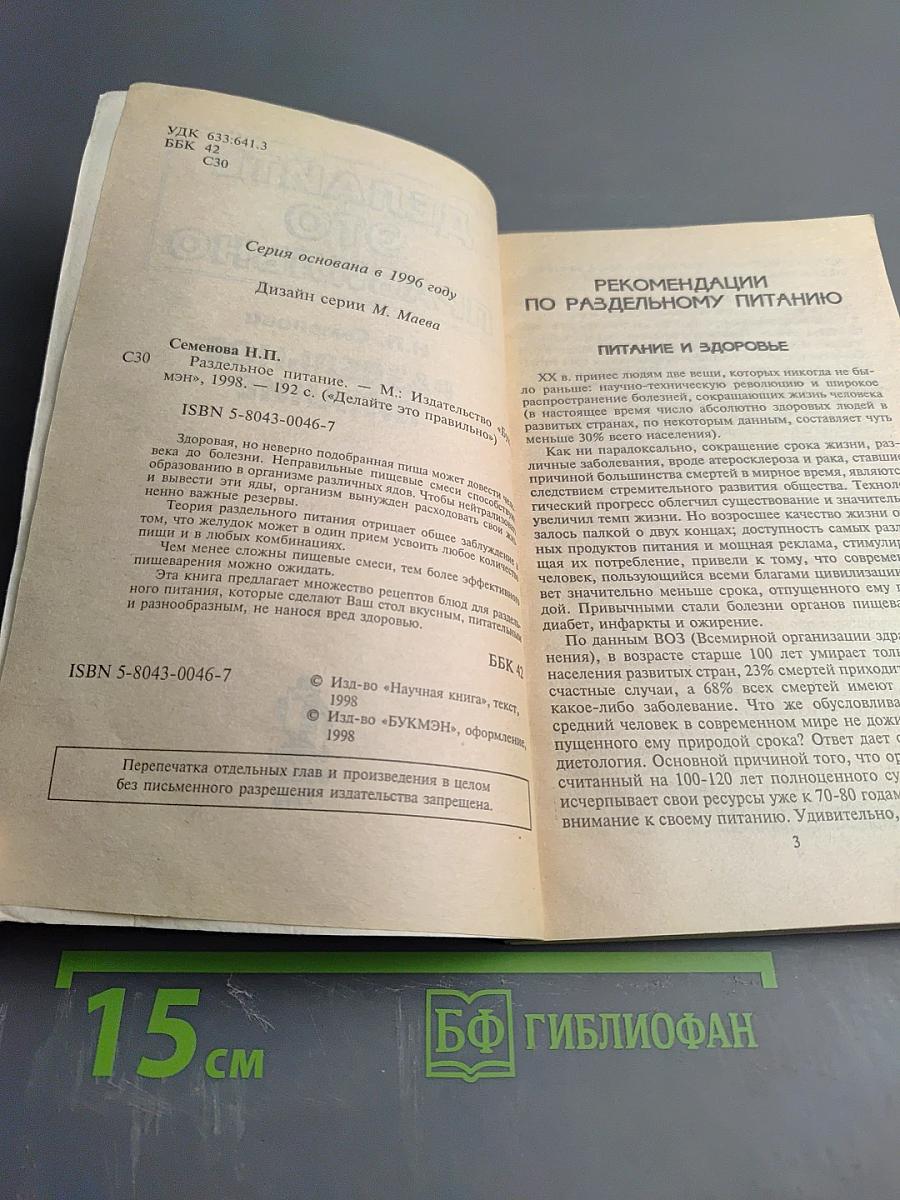 УДК 633:641.3
ББК 42
С30
Серия основана в 1996 году
Дизайн серии М. Маева
Семенова Н.П.
С30 Раздельное питание. — М.: Издательство «Бук-
мэн», 1998. — 192 с. («Делайте это правильно»)
ISBN 5-8043-0046-7
Здоровая, но неверно подобранная пища может довести
века до болезни. Неправильные пищевые смеси способствуют
образованию в организме различных ядов. Чтобы нейтрализовать
и вывести эти яды, организм вынужден расходовать свои
ненно важные резервы.
Теория раздельного питания отрицает общее заблуждение
том, что желудок может в один прием усвоить любое количество
пищи и в любых комбинациях.
Чем менее сложны пищевые смеси, тем более эффективного
пищеварения можно ожидать.
Эта книга предлагает множество рецептов блюд для раздель-
ного питания, которые сделают Ваш стол вкусным, питательным
и разнообразным, не нанося вред здоровью.
ББК 42
ISBN 5-8043-0046-7
© Изд-во «Научная книга», текст,
1998
© Изд-во «БУКМЭН», оформление,
1998
Перепечатка отдельных глав и произведения в целом
без письменного разрешения издательства запрещена.
РЕКОМЕНДАЦИИ
ПО РАЗДЕЛЬНОМУ ПИТАНИЮ
ПИТАНИЕ И ЗДОРОВЬЕ
XX в. принес людям две вещи, которых никогда не бы-
ло раньше: научно-техническую революцию и широкое
распространение болезней, сокращающих жизнь человека
(в настоящее время число абсолютно здоровых людей в
развитых странах, по некоторым данным, составляет чуть
меньше 30% всего населения).
Как ни парадоксально, сокращение срока жизни, раз-
личные заболевания, вроде атеросклероза и рака, ставшие
причиной большинства смертей в мирное время, являютс
следствием стремительного развития общества. Технол
гический прогресс облегчил существование и значитель
увеличил темп жизни. Но возросшее качество жизни о
залось палкой о двух концах; доступность самых разл
ных продуктов питания и мощная реклама, стимулир
щая их потребление, привели к тому, что современ
человек, пользующийся всеми благами цивилизации
вет значительно меньше срока, отпущенного ему п
дой. Привычными стали болезни органов пищева
диабет, инфаркты и ожирение.
По данным ВОЗ (Всемирной организации здра
нения), в возрасте старше 100 лет умирает толь
населения развитых стран, 23% смертей приходит
счастные случаи, а 68% всех смертей имеют
какое-либо заболевание. Что же обусловлива
средний человек в современном мире не дожи
пущенного ему природой срока? Ответ дает с
диетология. Основной причиной того, что ор
считанный на 100-120 лет полноценного су
исчерпывает свои ресурсы уже к 70-80 годам
внимание к своему питанию. Удивительно,
3
15 см
БФ ГИБЛИОФАН